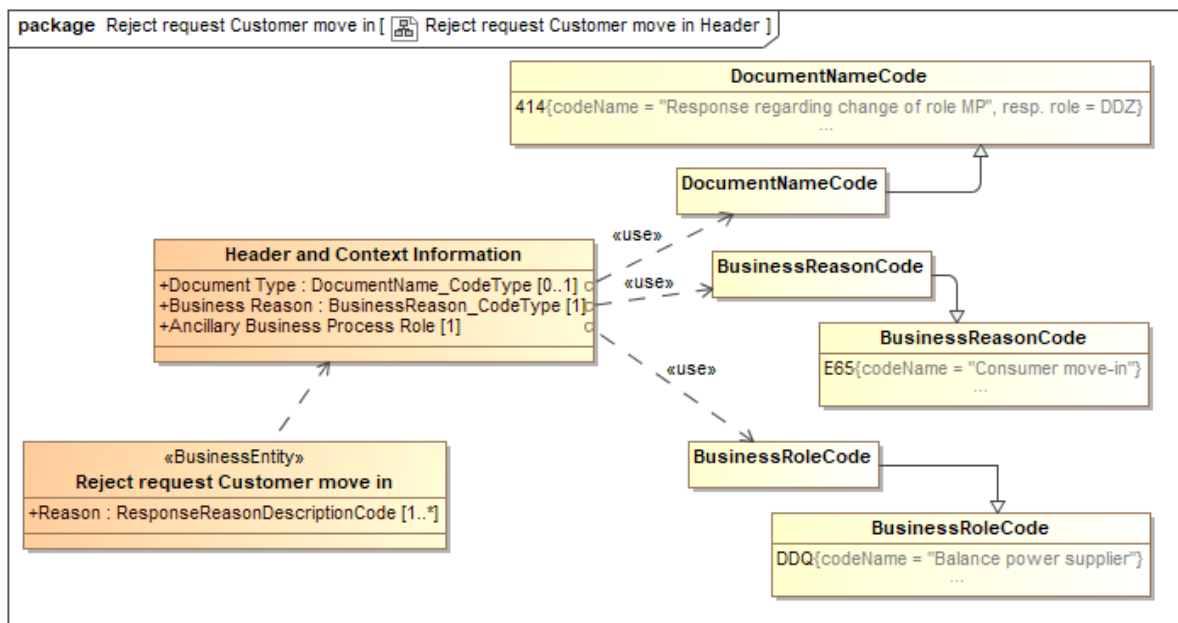 package Reject request Customer move in [ Reject request Customer move in Header ]
DocumentNameCode
414{codeName = "Response regarding change of role MP", resp. role = DDZ}
...
DocumentNameCode
«use»
Header and Context Information
+Document Type : DocumentName_CodeType [0..1]
+Business Reason : BusinessReason_CodeType [1]
+Ancillary Business Process Role [1]
«use»
BusinessReasonCode
BusinessReasonCode
E65{codeName = "Consumer move-in"}
...
«use»
«BusinessEntity»
Reject request Customer move in
+Reason : ResponseReasonDescriptionCode [1..*]
BusinessRoleCode
BusinessRoleCode
DDQ{codeName = "Balance power supplier"}
...